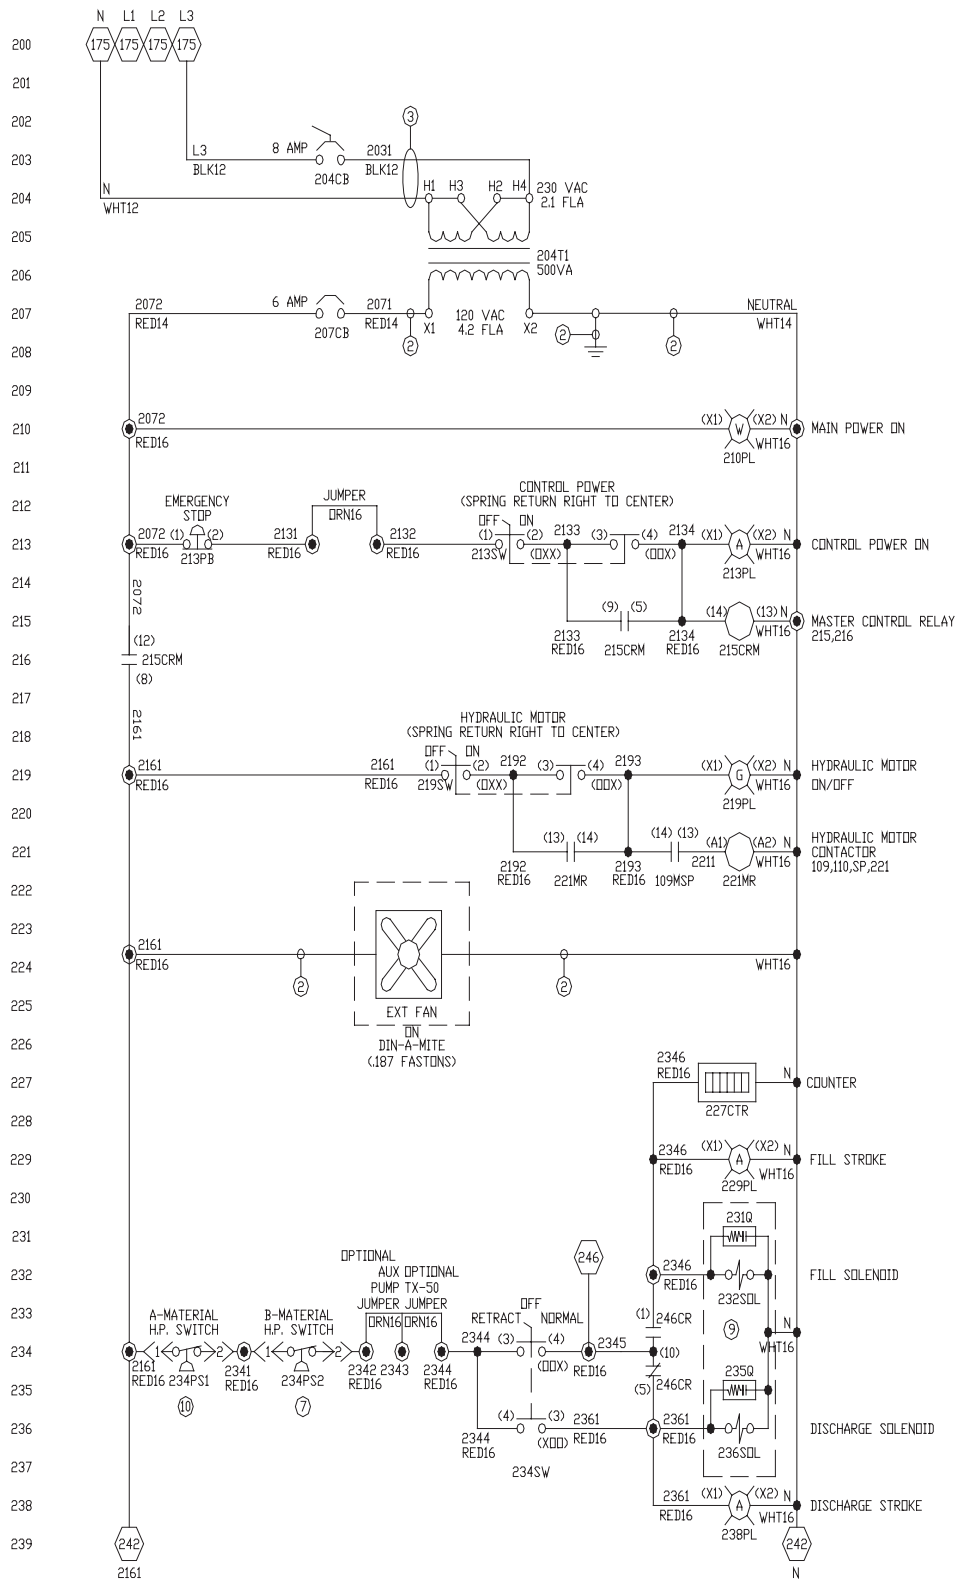 N L1 L2 L3
200 175 175 175 175
201
202 3
8 AMP 2031
203 L3
BLK12 204CB BLK12
H1 H3 H2 H4 230 VAC
204 N 2.1 FLA
WHT12
205
204T1
206 500VA
2072 6 AMP 2071 NEUTRAL
207 RED14 207CB RED14 X1 120 VAC X2 WHT14
4.2 FLA
208 2 2 2
209
2072 (X1) (X2) N
210 W MAIN POWER ON
RED16 WHT16
210PL
211
CONTROL POWER
212 EMERGENCY JUMPER (SPRING RETURN RIGHT TO CENTER)
STOP ORN16 OFF ON
2072 (1) (2) 2131 2132 (1) (2) 2133 (3) (4) 2134 (X1) (X2) N
213 A CONTROL POWER ON
RED16 213PB RED16 RED16 213SW (OXX) (OOX) WHT16
213PL
214
2072
(9) (5) (14) (13) N
215 MASTER CONTROL RELAY
2133 2134 WHT16 215,216
(12) RED16 215CRM RED16 215CRM
216 215CRM
(8)
217
2161
HYDRAULIC MOTOR
218 (SPRING RETURN RIGHT TO CENTER)
OFF ON
2161 2161 (1) (2) 2192 (3) (4) 2193 (X1) (X2) N HYDRAULIC MOTOR
219 G
RED16 RED16 219SW (OXX) (OOX) WHT16 ON/OFF
219PL
220
(13) (14) (14) (13) (A1) (A2) N HYDRAULIC MOTOR
221 CONTACTOR
2192 2193 2211 WHT16 109,110,SP,221
RED16 221MR RED16 109MSP 221MR
222
223
2161
224 RED16 WHT16
2 2
225 EXT FAN
ON
226 DIN-A-MITE
(.187 FASTONS)
2346
227 RED16 N COUNTER
227CTR
228
2346 (X1) (X2) N
229 A FILL STROKE
RED16 WHT16
229PL
230
231 231Q
OPTIONAL 246
232 AUX OPTIONAL 2346 FILL SOLENOID
PUMP TX-50 RED16 232SOL
233 A-MATERIAL B-MATERIAL JUMPER JUMPER OFF (1)
H.P. SWITCH H.P. SWITCH ORN16 ORN16 RETRACT NORMAL 246CR 9 N
WHT16
234 1 2 1 2 2344 (3) (4) 2345 (10)
2161 2341 2342 2343 2344 (OOX)
RED16 234PS1 RED16 234PS2 RED16 RED16 RED16
235 10 7 (5) 246CR 235Q
(4) (3) 2361 2361
236 DISCHARGE SOLENOID
2344 (XOO) RED16 RED16 236SOL
RED16
237 234SW
2361 (X1) (X2) N
238 A DISCHARGE STROKE
RED16 WHT16
238PL
239 242 242
2161 N